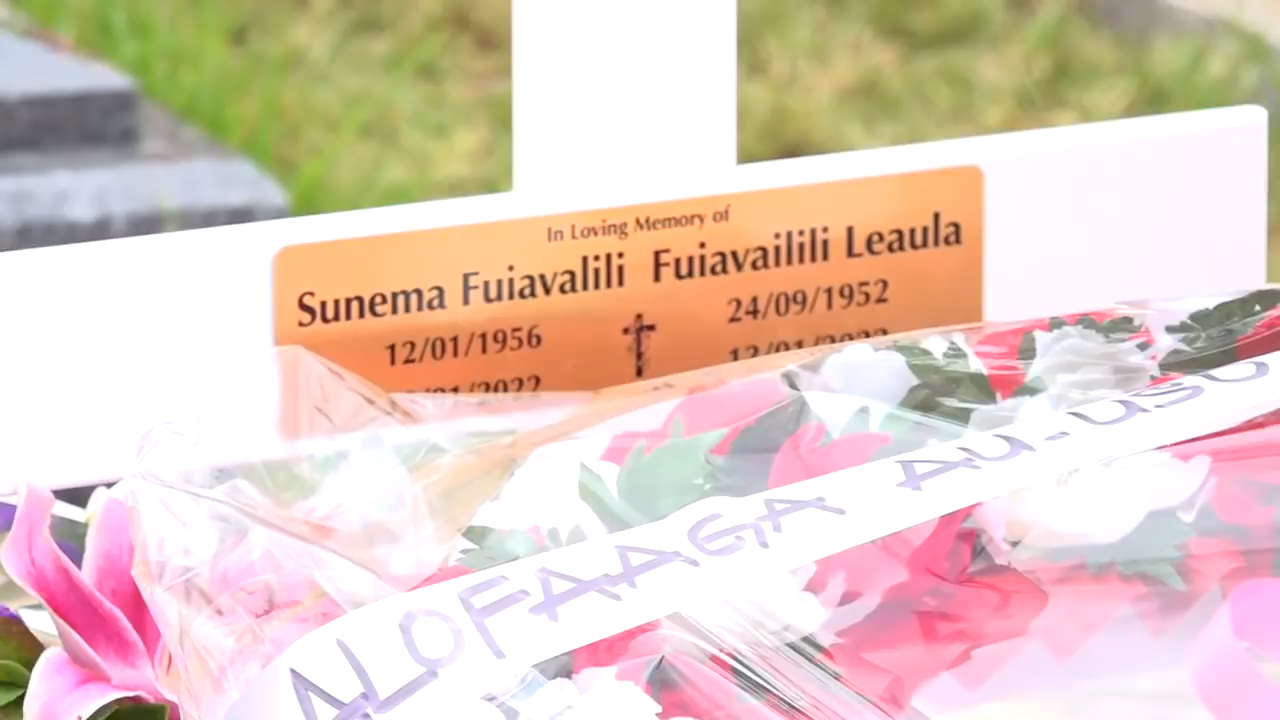 In Loving Memory of
Sunema Fuiavalili Fuiavailili Leaula
12/01/1956 24/09/1952
ALOFAAGA AU-USO